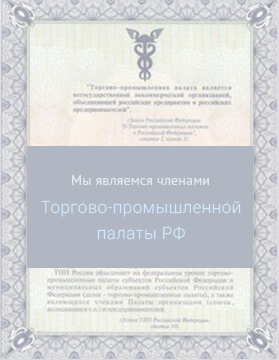 "Торгово-промышленная палата является
негосударственной некоммерческой организацией,
объединяющей российские предприятия и российских
предпринимателей".
(Закон Российской Федерации
"О Торгово-промышленных палатах
в Российской Федерации",
статья 1, пункт 1).
Мы являемся членами
Торгово-промышленной
палаты РФ
ТПП России объединяет на федеральном уровне торгово-
промышленные палаты субъектов Российской Федерации и
муниципальных образований субъектов Российской
Федерации (далее - торгово-промышленные палаты), а также
являющиеся членами Палаты организации (союзы,
ассоциации и т.п.) и предпринимателей.
(Устав ТПП Российской Федерации,